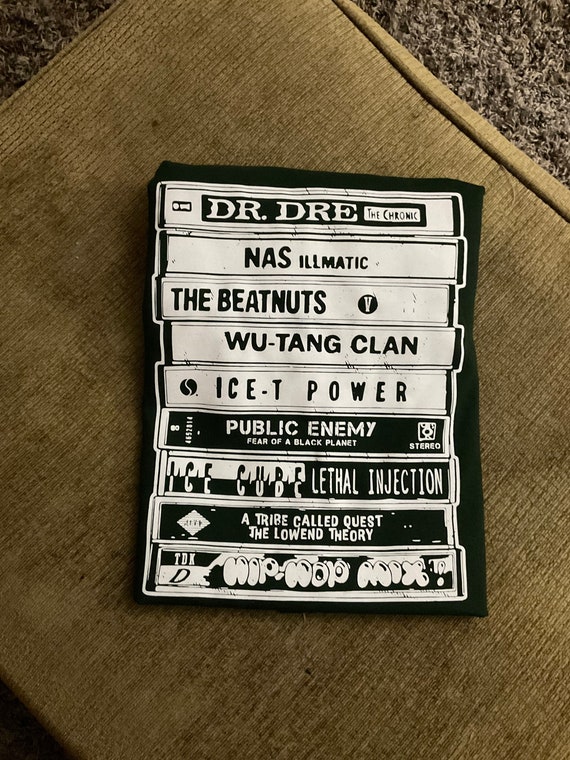 DR. DRE THE CHRONIC
NAS ILLMATIC
THE BEATNUTS V
WU-TANG CLAN
ICE-T POWER
PUBLIC ENEMY
FEAR OF A BLACK PLANET
STEREO
ICE CUBE LETHAL INJECTION
A TRIBE CALLED QUEST
THE LOWEND THEORY
TDK
D
HIP-HOP MIX